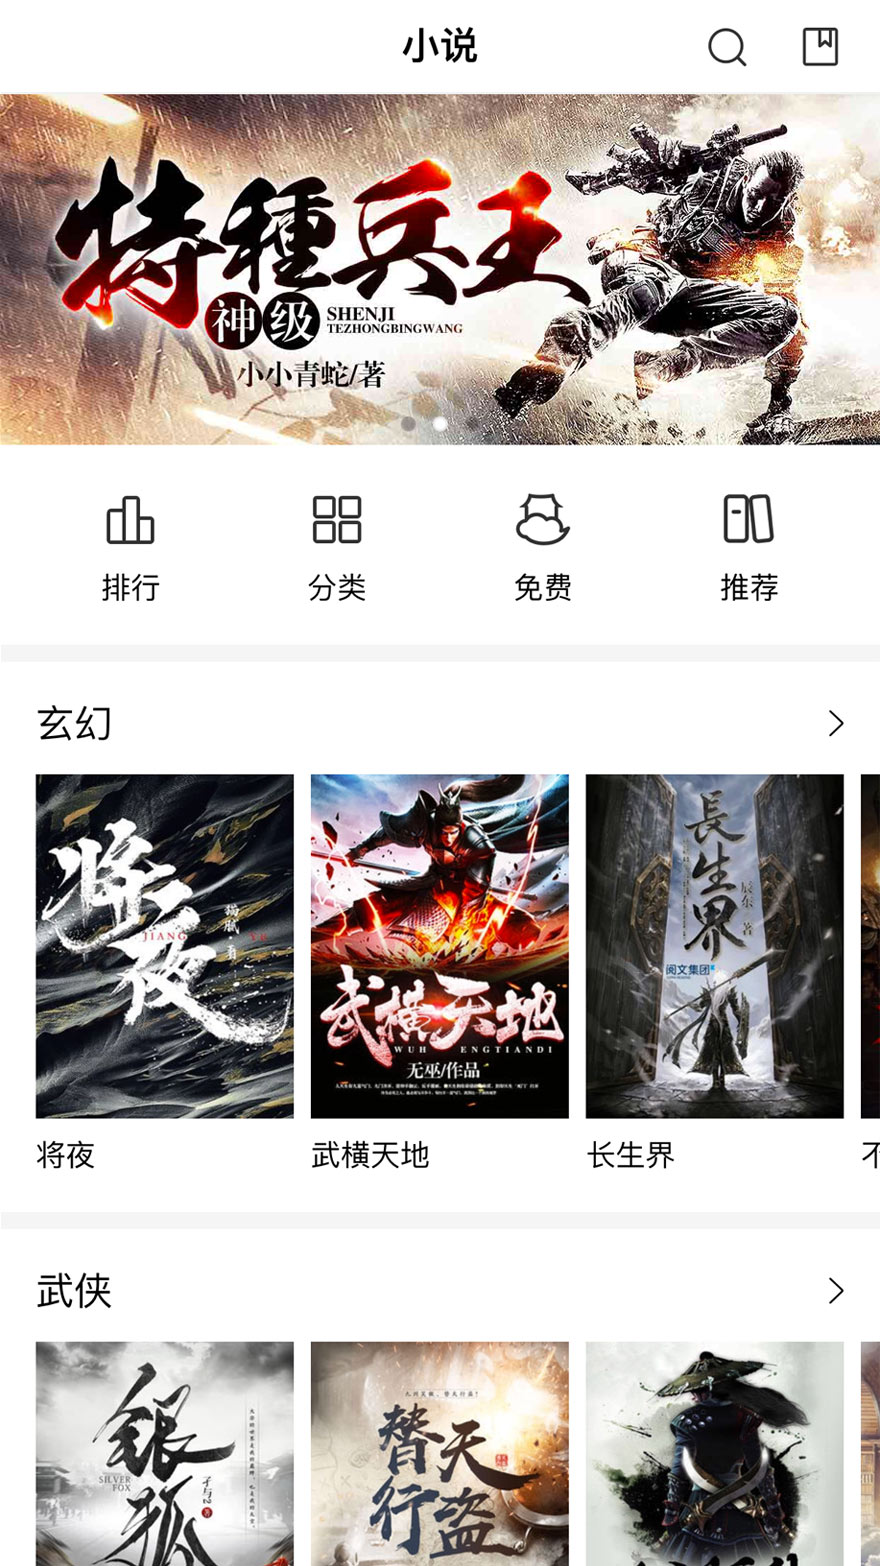 小说
特種兵王
神级
SHENJI
TEZHONGBINGWANG
小小青蛇/著
排行
分类
免费
推荐
玄幻
将夜
JIANG
YE
猫腻·著
武横天地
WUH ENGTIANDI
无巫/作品
長生界
辰东 著
阅文集团
将夜
武横天地
长生界
不
武侠
银狐
SILVER
FOX
孑与2 著
替天行盗